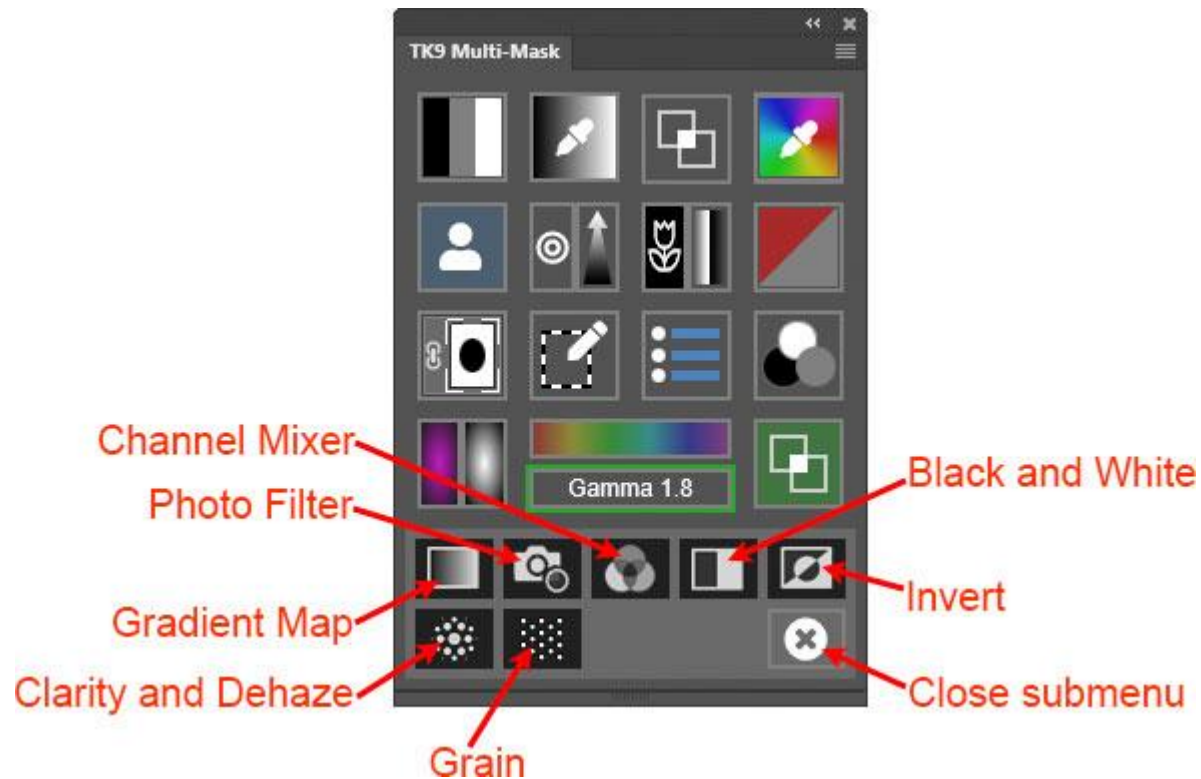 TK9 Multi-Mask
Channel Mixer
Photo Filter
Gamma 1.8
Black and White
Gradient Map
Invert
Clarity and Dehaze
Close submenu
Grain